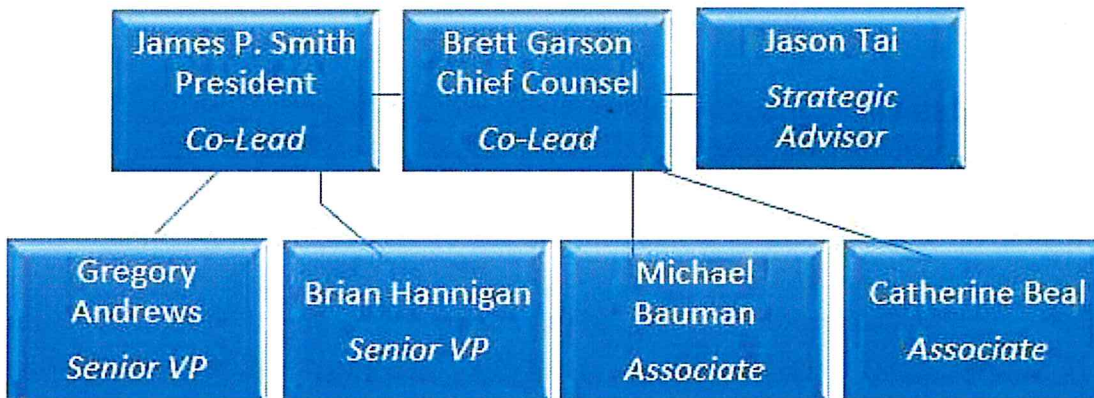 James P. Smith
President
Co-Lead
Brett Garson
Chief Counsel
Co-Lead
Jason Tai
Strategic
Advisor
Gregory
Andrews
Senior VP
Brian Hannigan
Senior VP
Michael
Bauman
Associate
Catherine Beal
Associate